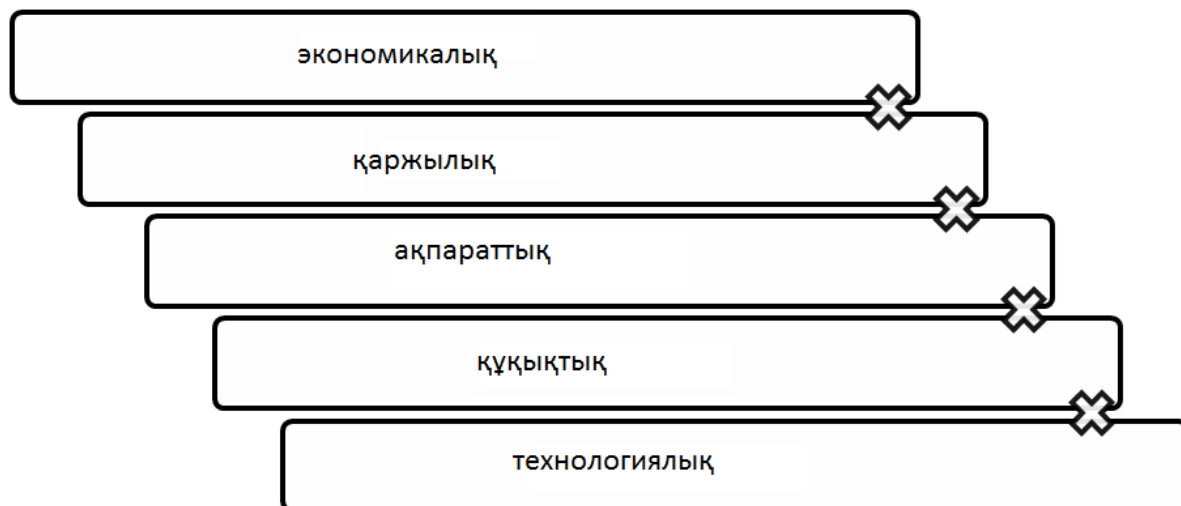 экономикалық
қаржылық
ақпараттық
құқықтық
технологиялық